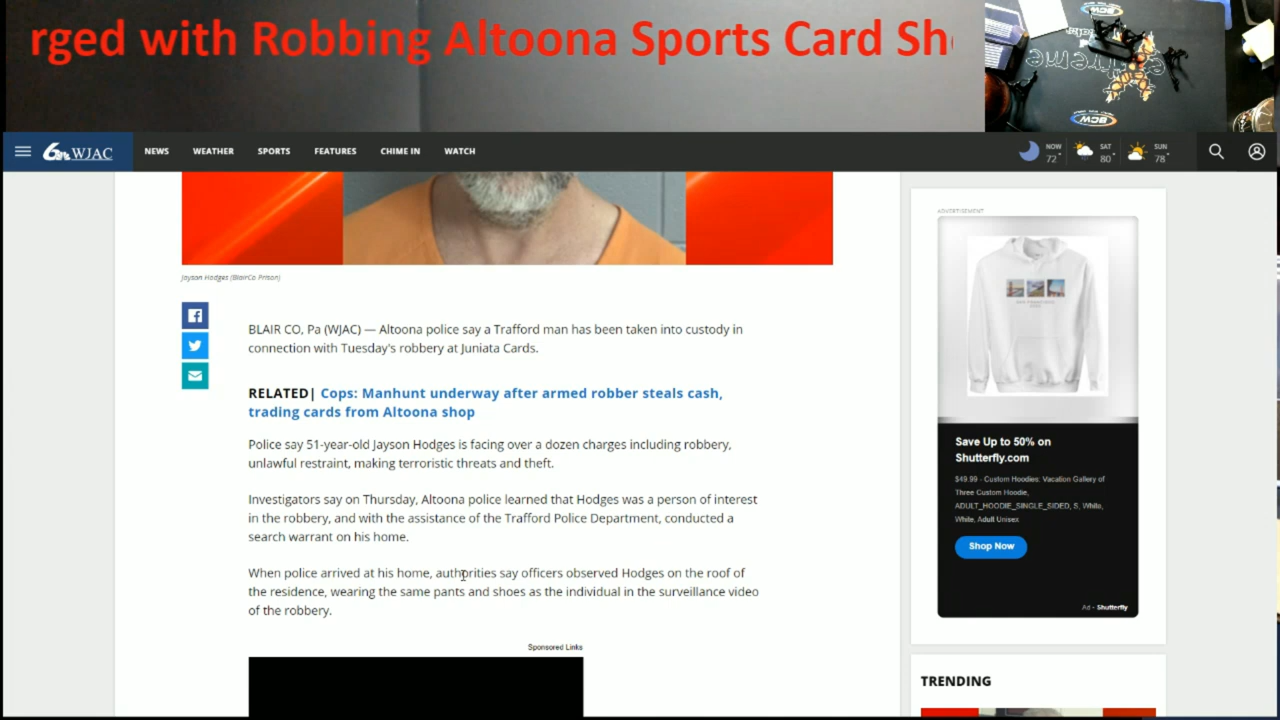 rged with Robbing Altoona Sports Card Sh
6 WJAC
NEWS
WEATHER
SPORTS
FEATURES
CHIME IN
WATCH
NOW
72°
SAT
80°
SUN
78°
BCW
extreme
BCW
Jayson Hodges (BlairCo Prison)
BLAIR CO, Pa (WJAC) — Altoona police say a Trafford man has been taken into custody in
connection with Tuesday's robbery at Juniata Cards.
RELATED| Cops: Manhunt underway after armed robber steals cash,
trading cards from Altoona shop
Police say 51-year-old Jayson Hodges is facing over a dozen charges including robbery,
unlawful restraint, making terroristic threats and theft.
Investigators say on Thursday, Altoona police learned that Hodges was a person of interest
in the robbery, and with the assistance of the Trafford Police Department, conducted a
search warrant on his home.
When police arrived at his home, authorities say officers observed Hodges on the roof of
the residence, wearing the same pants and shoes as the individual in the surveillance video
of the robbery.
Sponsored Links
ADVERTISEMENT
Save Up to 50% on
Shutterfly.com
$49.99 - Custom Hoodies: Vacation Gallery of
Three Custom Hoodie,
ADULT_HOODIE_SINGLE_SIDED, S, White,
White, Adult Unisex
Shop Now
Ad - Shutterfly
TRENDING